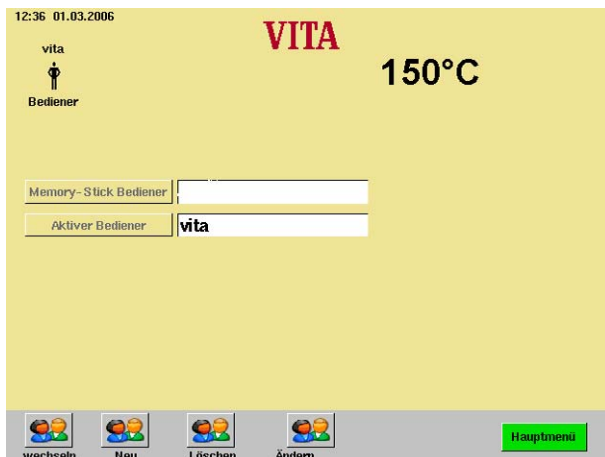 12:36 01.03.2006
VITA
vita
150°C
Bediener
Memory-Stick Bediener
Aktiver Bediener
vita
wechseln
Neu
Löschen
Ändern
Hauptmenü